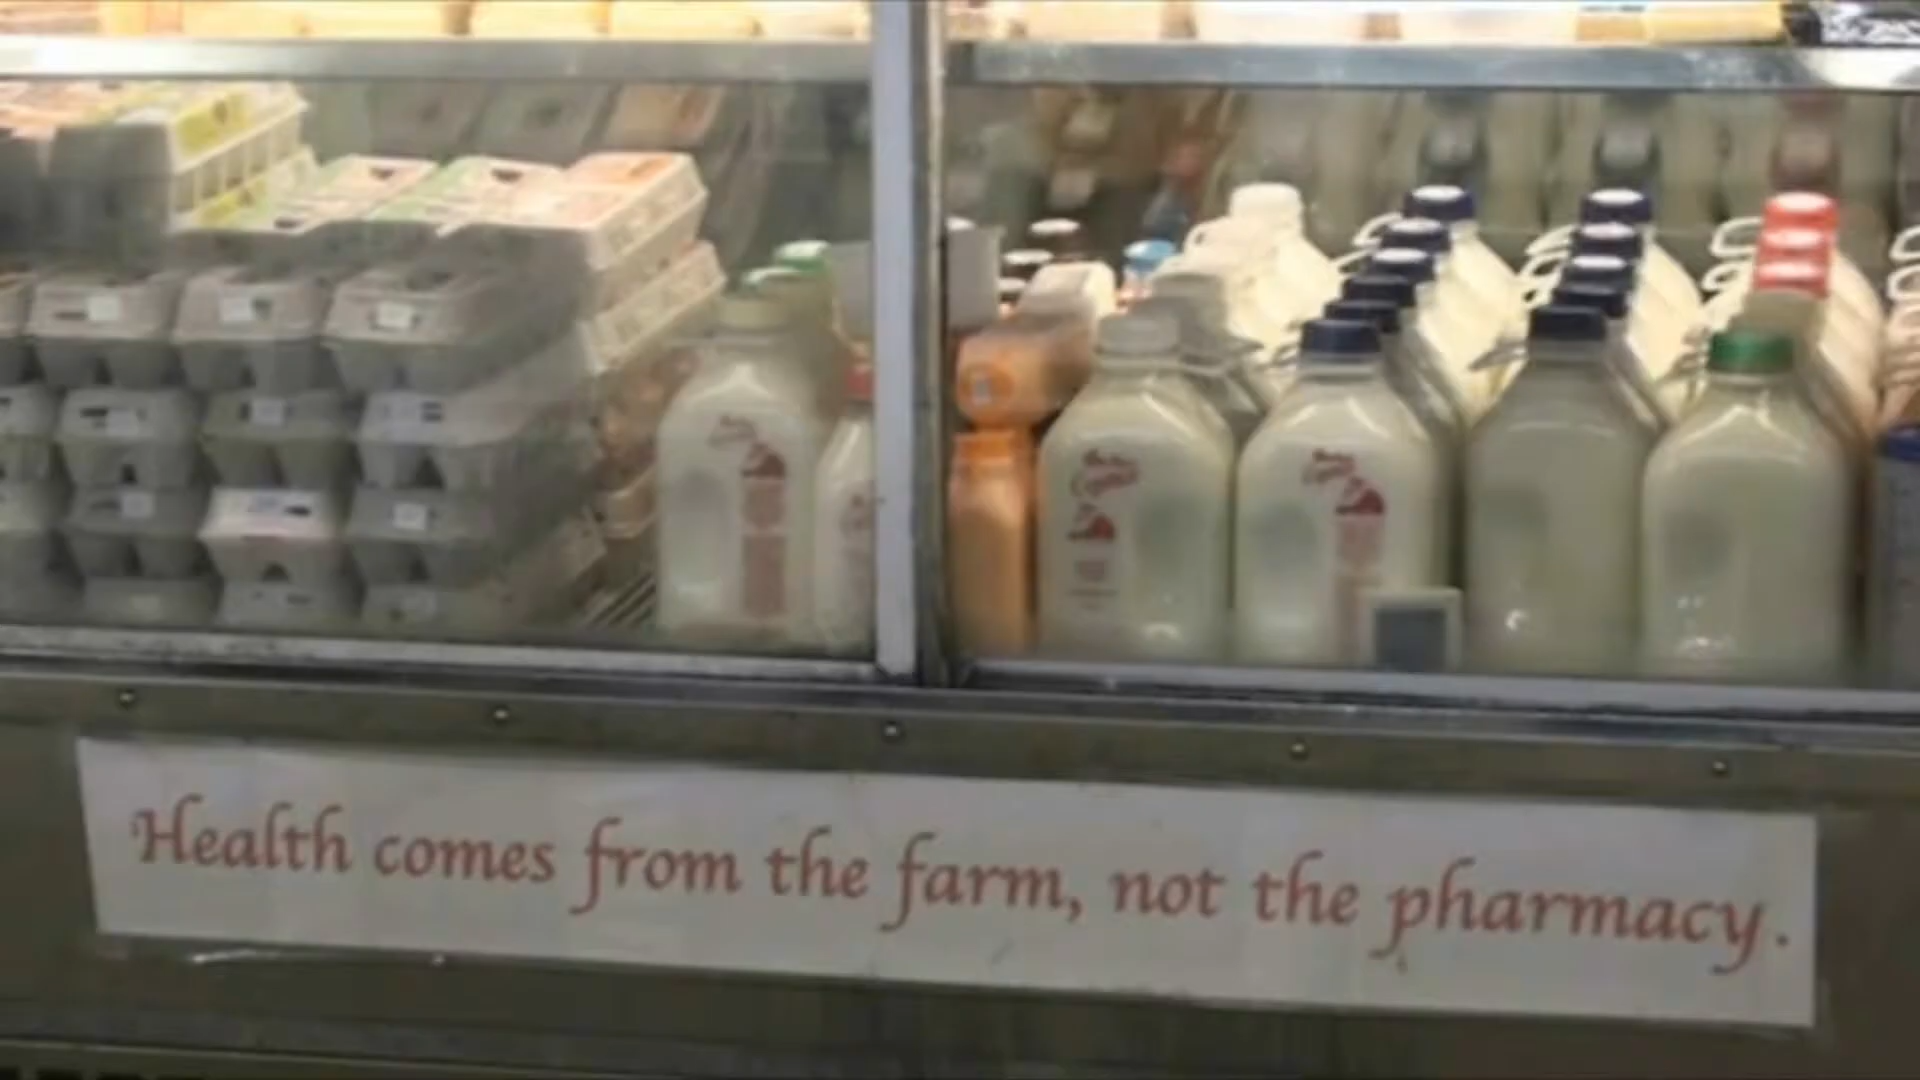 Health comes from the farm, not the pharmacy.